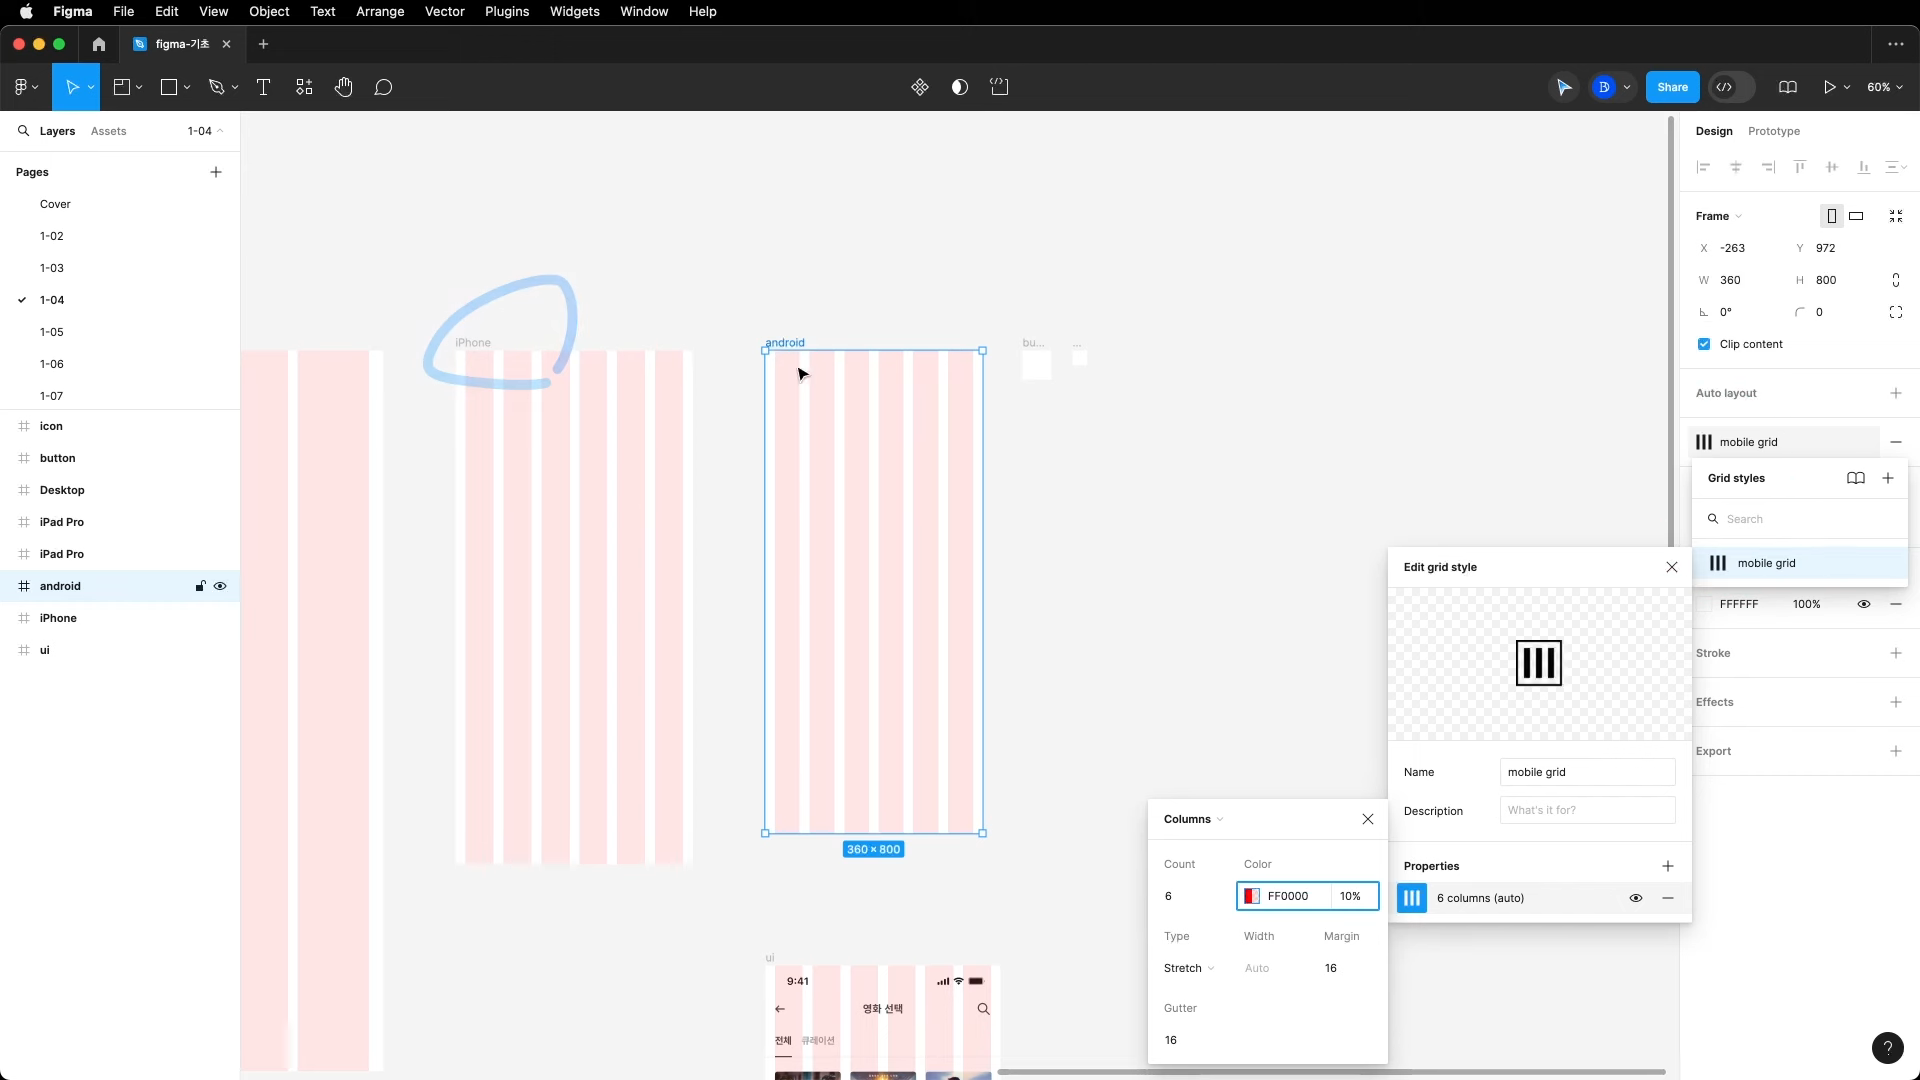 Figma File Edit View Object Text Arrange Vector Plugins Widgets Window Help
figma-기초
B Share 60%
Layers Assets 1-04
Pages
Cover
1-02
1-03
1-04
1-05
1-06
1-07
icon
button
Desktop
iPad Pro
iPad Pro
android
iPhone
ui
iPhone
android
bu...
...
360 × 800
ui
9:41
영화 선택
전체 큐레이션
Columns
Count Color
6 FF0000 10%
Type Width Margin
Stretch Auto 16
Gutter
16
Edit grid style
Name mobile grid
Description What's it for?
Properties
6 columns (auto)
Design Prototype
Frame
X -263 Y 972
W 360 H 800
0° 0
Clip content
Auto layout
mobile grid
Grid styles
Search
mobile grid
FFFFFF 100%
Stroke
Effects
Export
?